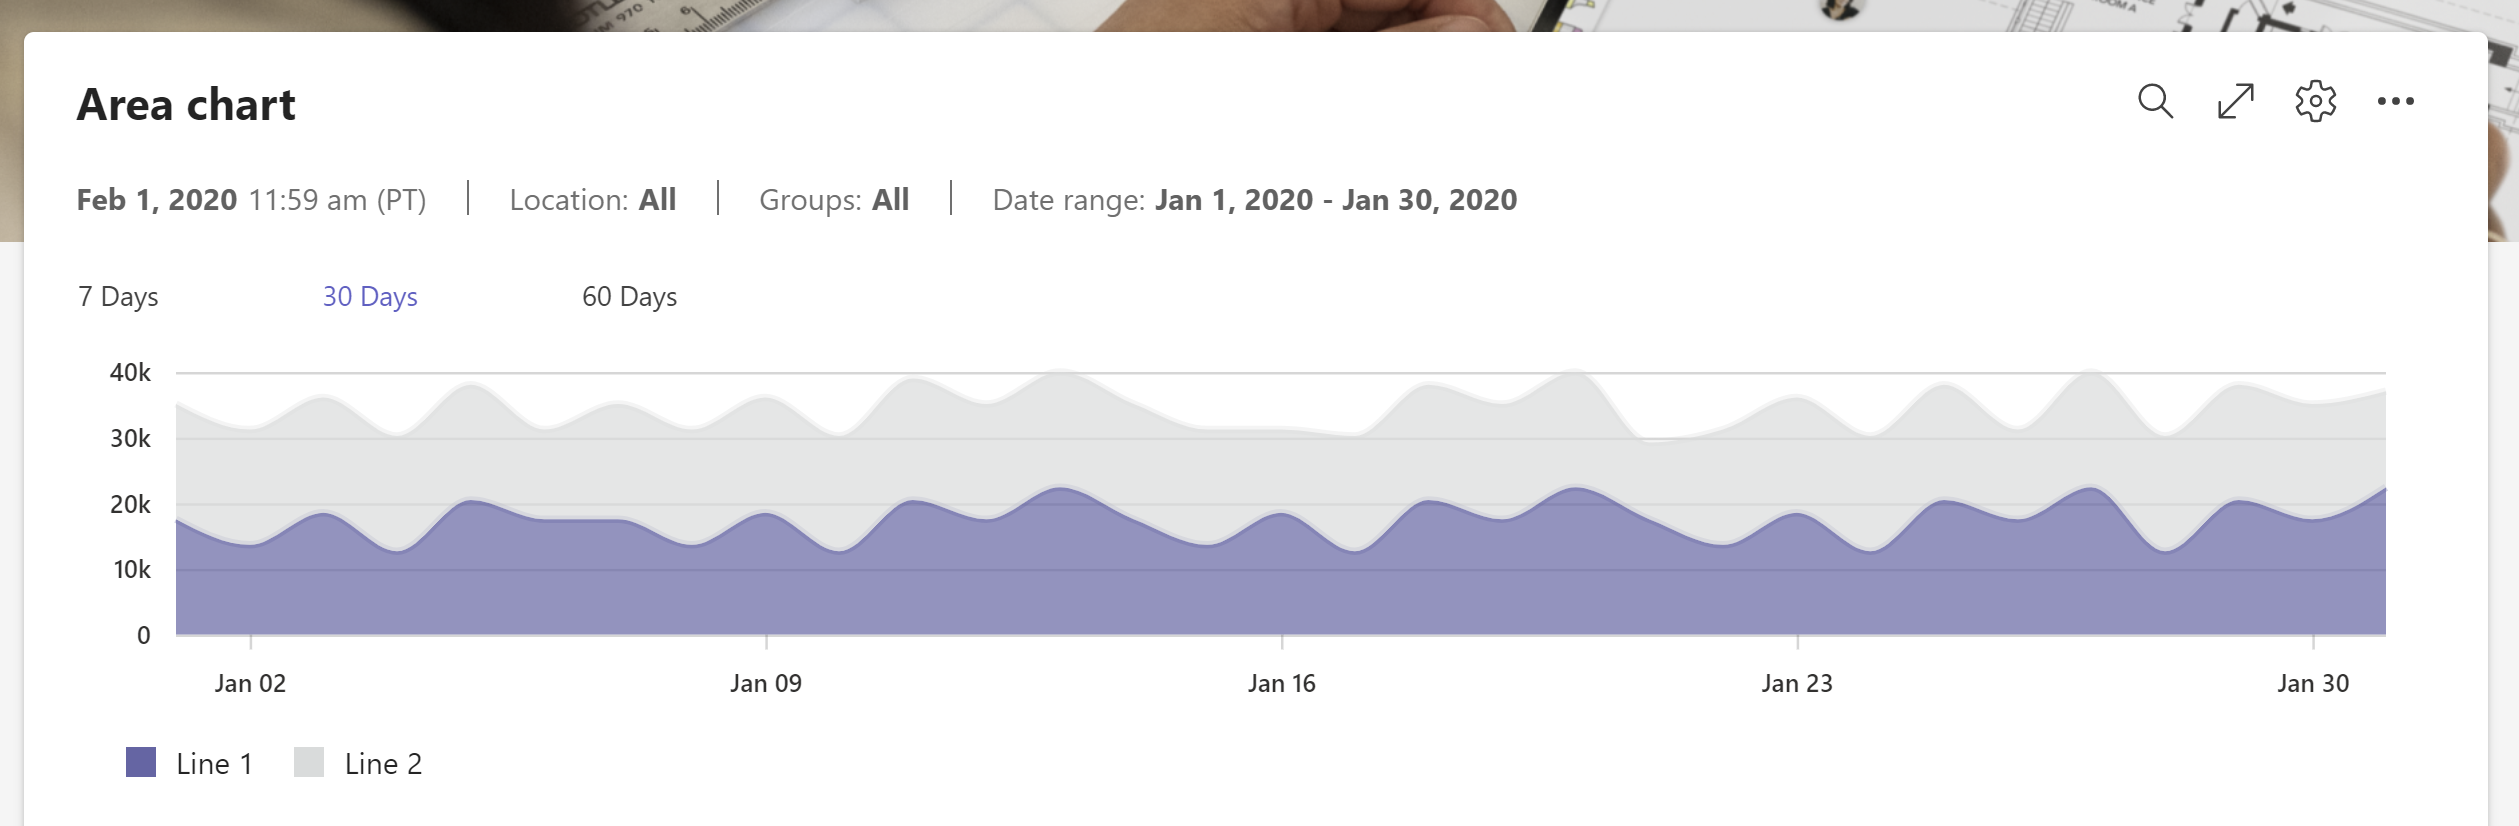 Area chart
Feb 1, 2020 11:59 am (PT) Location: All Groups: All Date range: Jan 1, 2020 - Jan 30, 2020
7 Days 30 Days 60 Days
40k
30k
20k
10k
0
Jan 02 Jan 09 Jan 16 Jan 23 Jan 30
Line 1 Line 2